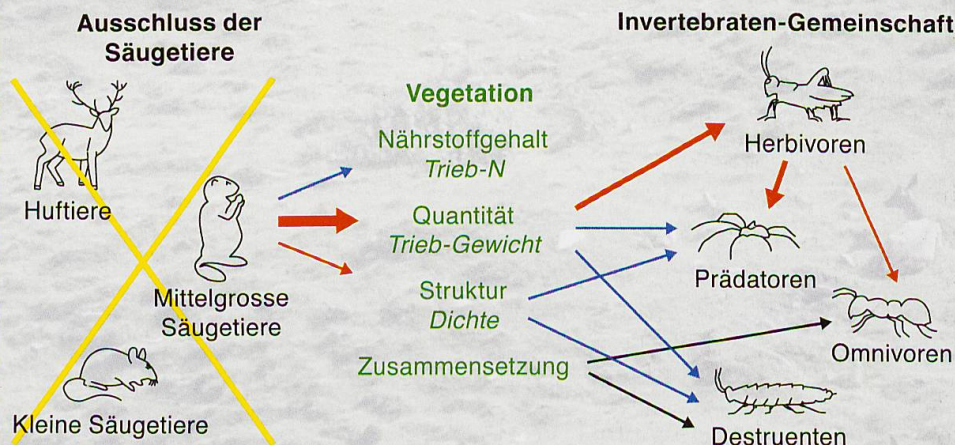 Ausschluss der
Säugetiere
Huftiere
Mittelgrosse
Säugetiere
Kleine Säugetiere
Vegetation
Nährstoffgehalt
Trieb-N
Quantität
Trieb-Gewicht
Struktur
Dichte
Zusammensetzung
Invertebraten-Gemeinschaft
Herbivoren
Prädatoren
Omnivoren
Destruenten